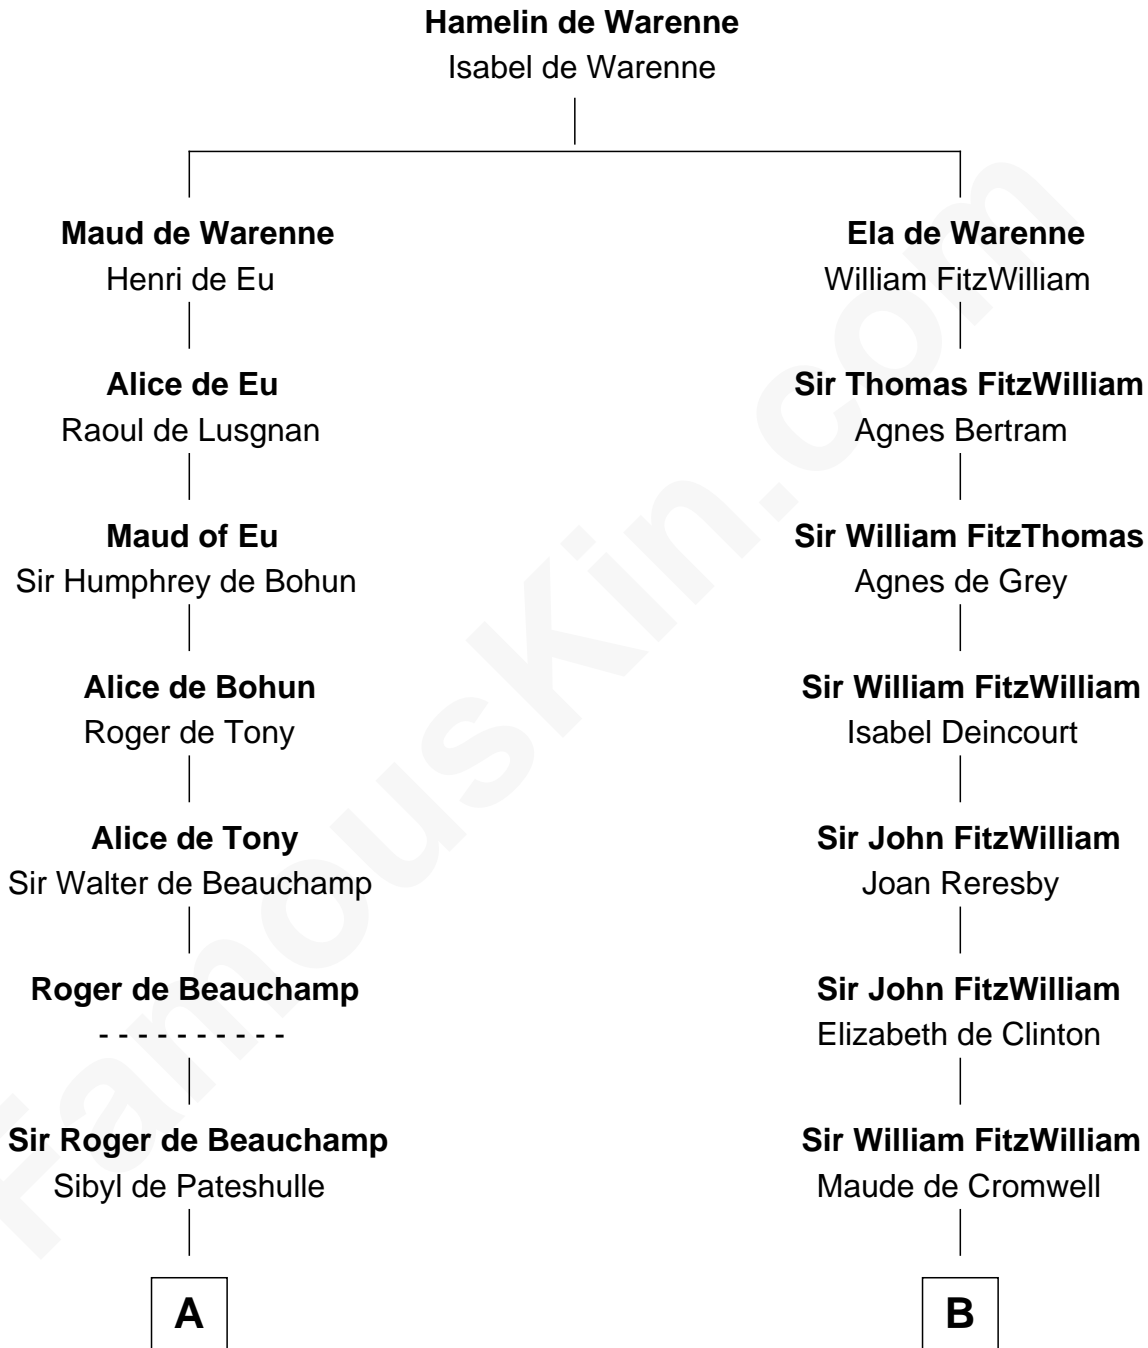 Hamelin de Warenne
Isabel de Warenne
Maud de Warenne
Henri de Eu
Ela de Warenne
William FitzWilliam
Alice de Eu
Raoul de Lusgnan
Sir Thomas FitzWilliam
Agnes Bertram
Maud of Eu
Sir Humphrey de Bohun
Sir William FitzThomas
Agnes de Grey
Alice de Bohun
Roger de Tony
Sir William FitzWilliam
Isabel Deincourt
Alice de Tony
Sir Walter de Beauchamp
Sir John FitzWilliam
Joan Reresby
Roger de Beauchamp
- - - - - - - - - -
Sir John FitzWilliam
Elizabeth de Clinton
Sir Roger de Beauchamp
Sibyl de Pateshulle
Sir William FitzWilliam
Maude de Cromwell
A
B
FamousKin.com